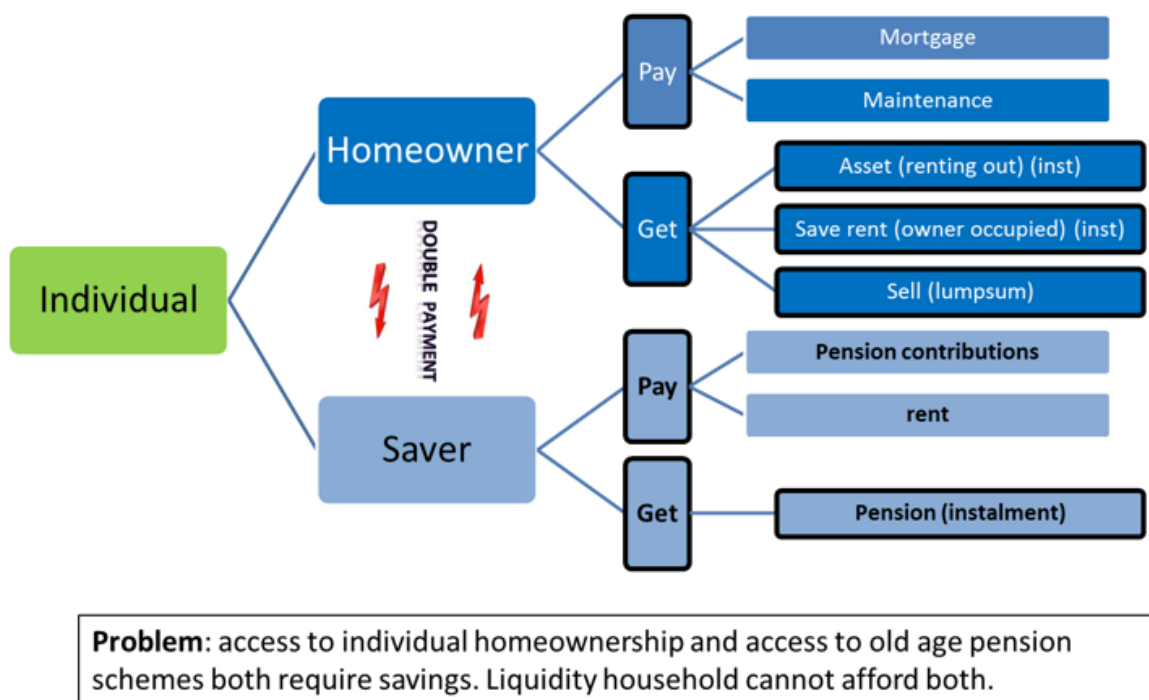 Individual
Homeowner
DOUBLE PAYMENT
Saver
Pay
Mortgage
Maintenance
Get
Asset (renting out) (inst)
Save rent (owner occupied) (inst)
Sell (lumpsum)
Pay
Pension contributions
rent
Get
Pension (instalment)
Problem: access to individual homeownership and access to old age pension
schemes both require savings. Liquidity household cannot afford both.